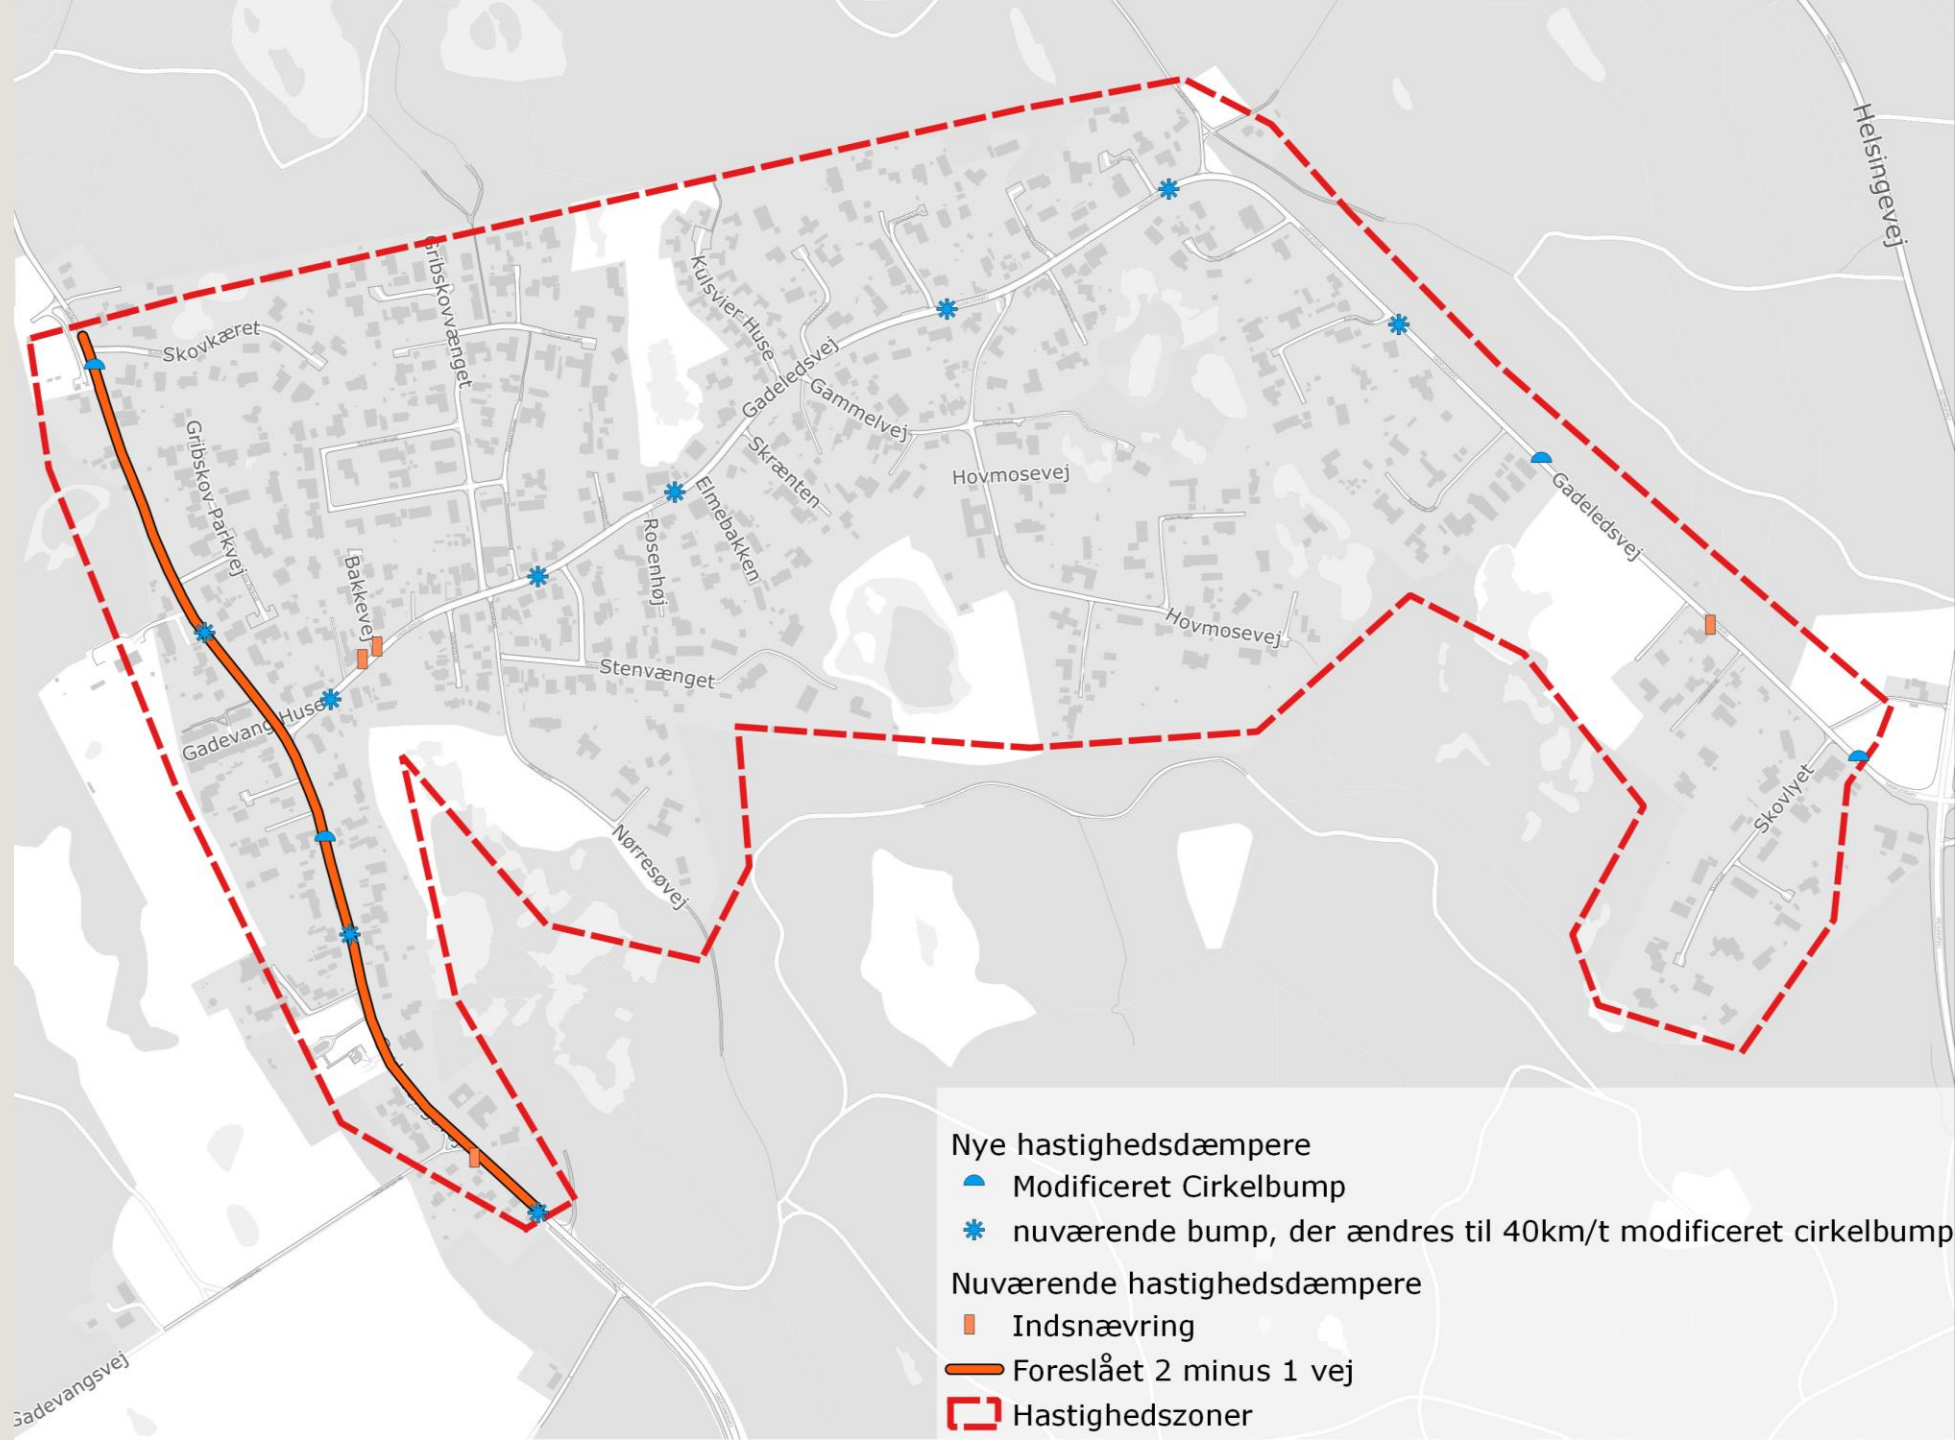 Helsingevej
Gribskovvænget
Kulsvier Huse
Skovkæret
Gadeledsvej
Gammelvej
Gribskov-Parkvej
Skrænten
Hovmosevej
Elmebakken
Gadeledsvej
Rosenhøj
Bakkevej
Hovmosevej
Stenvænget
Gadevang Huse
Skovlyet
Nørresøvej
Gadevangsvej
Nye hastighedsdæmpere
Modificeret Cirkelbump
nuværende bump, der ændres til 40km/t modificeret cirkelbump
Nuværende hastighedsdæmpere
Indsnævring
Foreslået 2 minus 1 vej
Hastighedszoner